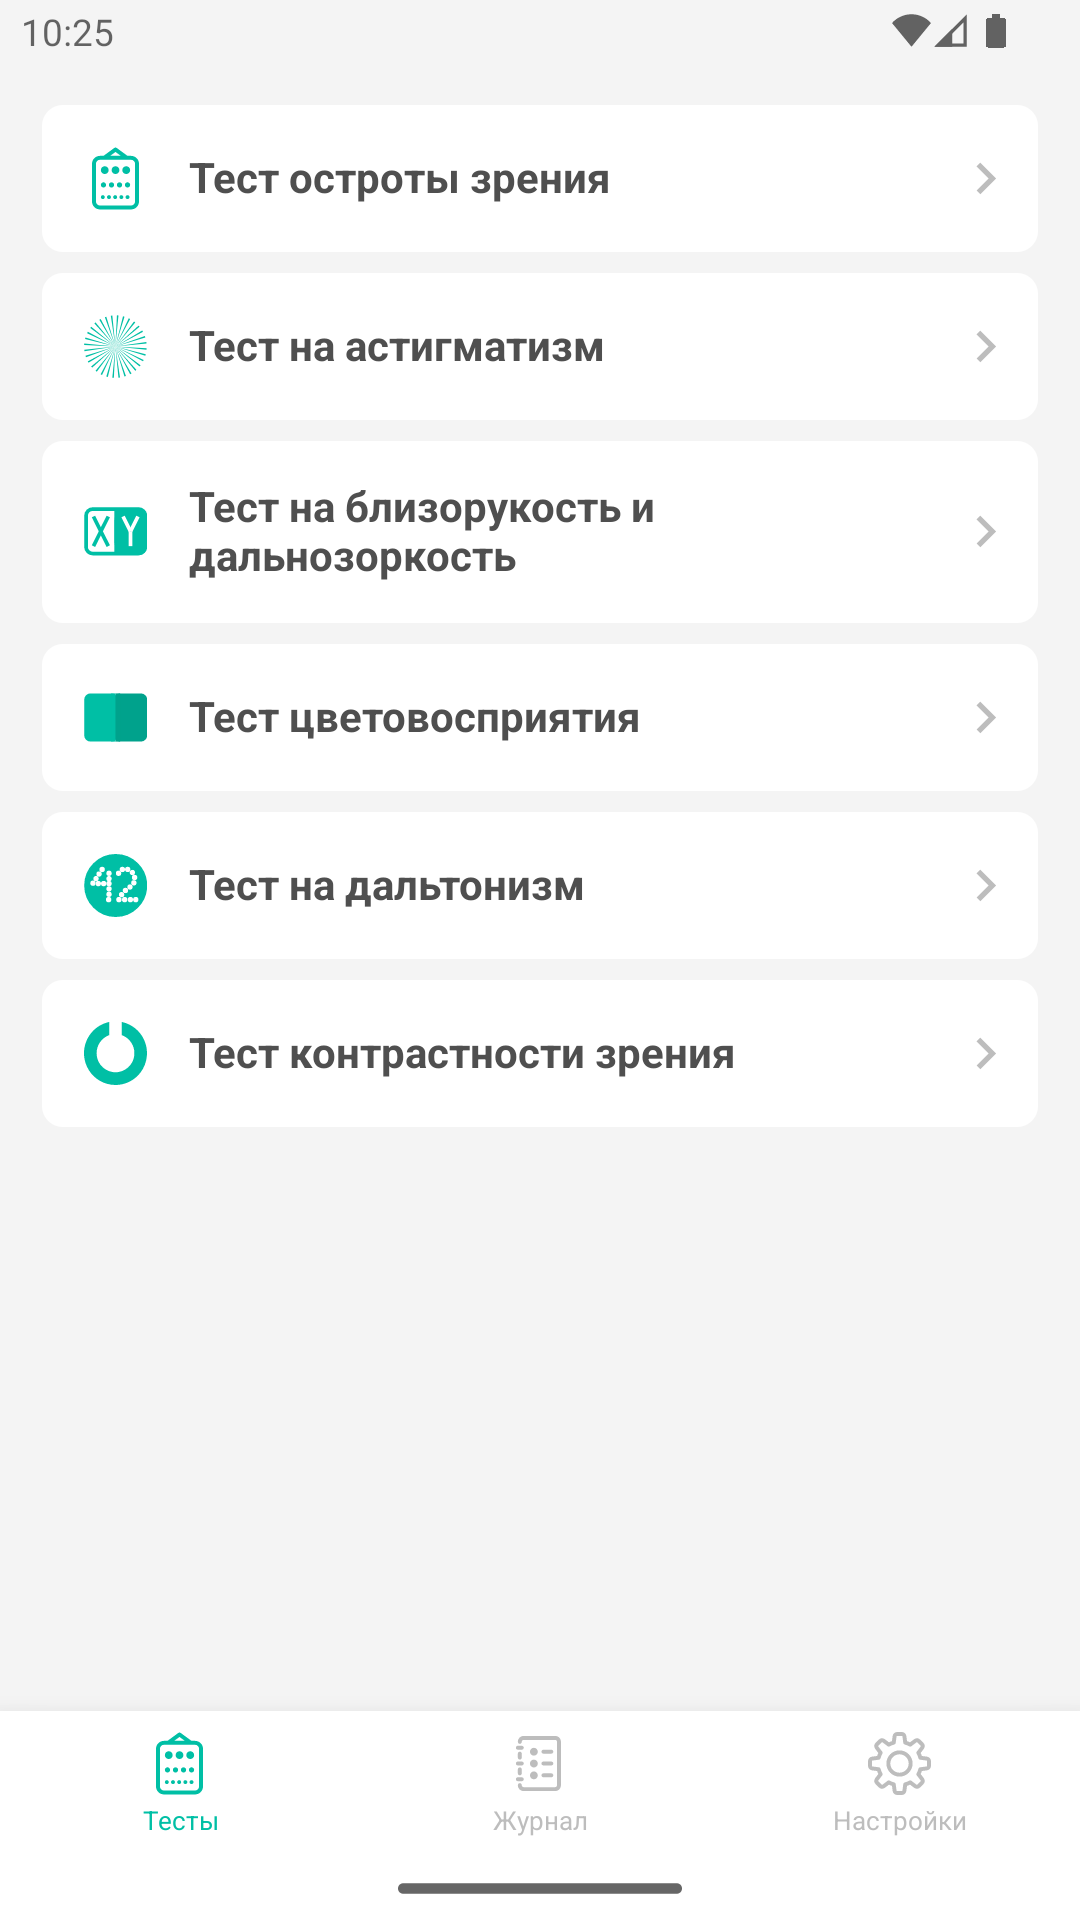 10:25
Тест остроты зрения
Тест на астигматизм
XY
Тест на близорукость и
дальнозоркость
Тест цветовосприятия
42
Тест на дальтонизм
Тест контрастности зрения
Тесты
Журнал
Настройки